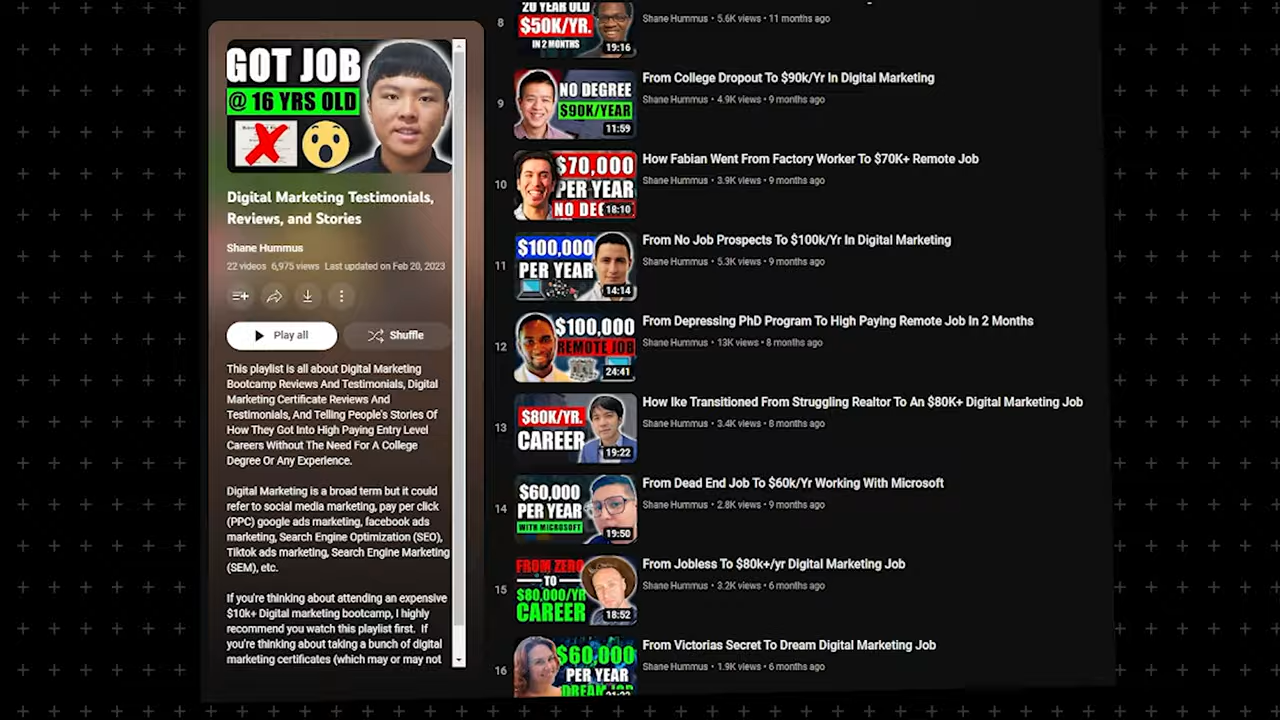 GOT JOB
@ 16 YRS OLD
Digital Marketing Testimonials,
Reviews, and Stories
Shane Hummus
22 videos 6,975 views Last updated on Feb 20, 2023
Play all
Shuffle
This playlist is all about Digital Marketing
Bootcamp Reviews And Testimonials, Digital
Marketing Certificate Reviews And
Testimonials, And Telling People's Stories Of
How They Got Into High Paying Entry Level
Careers Without The Need For A College
Degree Or Any Experience.
Digital Marketing is a broad term but it could
refer to social media marketing, pay per click
(PPC) google ads marketing, facebook ads
marketing, Search Engine Optimization (SEO),
Tiktok ads marketing, Search Engine Marketing
(SEM), etc.
If you're thinking about attending an expensive
$10k+ Digital marketing bootcamp, I highly
recommend you watch this playlist first. If
you're thinking about taking a bunch of digital
marketing certificates (which may or may not
8
20 YEAR OLD
$50K/YR.
IN 2 MONTHS
19:16
Shane Hummus • 5.6K views • 11 months ago
9
NO DEGREE
$90K/YEAR
11:59
From College Dropout To $90k/Yr In Digital Marketing
Shane Hummus • 4.9K views • 9 months ago
10
$70,000
PER YEAR
NO DEG
18:10
How Fabian Went From Factory Worker To $70K+ Remote Job
Shane Hummus • 3.9K views • 9 months ago
11
$100,000
PER YEAR
14:14
From No Job Prospects To $100k/Yr In Digital Marketing
Shane Hummus • 5.3K views • 9 months ago
12
$100,000
REMOTE JOB
24:41
From Depressing PhD Program To High Paying Remote Job In 2 Months
Shane Hummus • 13K views • 8 months ago
13
$80K/YR.
CAREER
19:22
How Ike Transitioned From Struggling Realtor To An $80K+ Digital Marketing Job
Shane Hummus • 3.4K views • 8 months ago
14
$60,000
PER YEAR
WITH MICROSOFT
19:50
From Dead End Job To $60k/Yr Working With Microsoft
Shane Hummus • 2.8K views • 9 months ago
15
FROM ZERO
TO
$80,000/YR
CAREER
18:52
From Jobless To $80k+/yr Digital Marketing Job
Shane Hummus • 3.2K views • 6 months ago
16
$60,000
PER YEAR
DREAM JOB
From Victorias Secret To Dream Digital Marketing Job
Shane Hummus • 1.9K views • 6 months ago